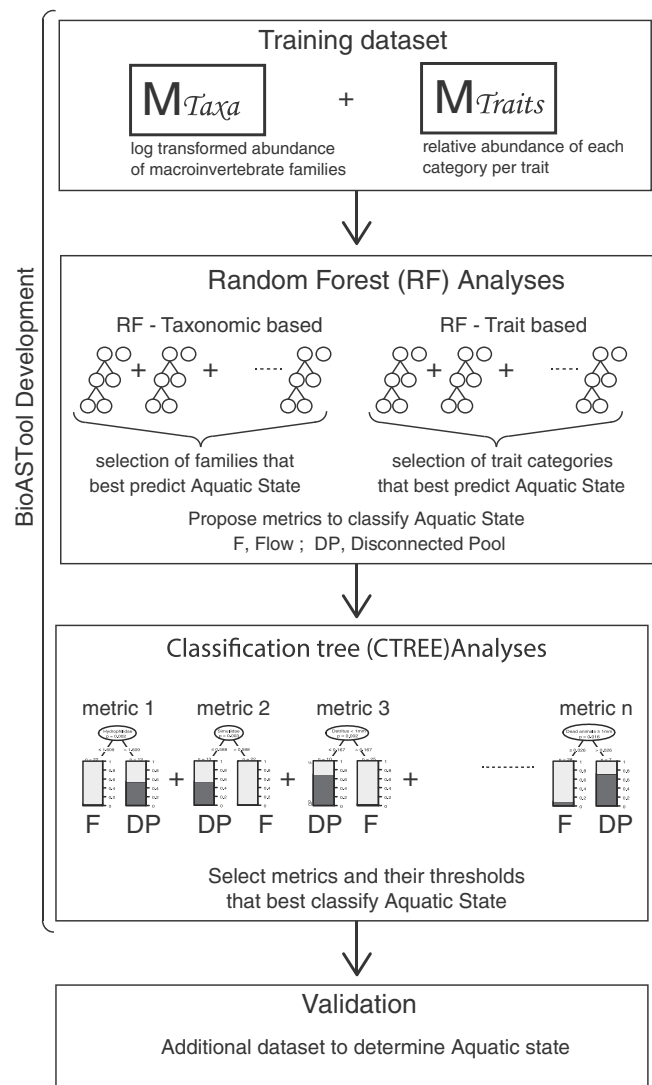 BioASTool Development
Training dataset
MTaxa + MTraits
log transformed abundance
of macroinvertebrate families
relative abundance of each
category per trait
Random Forest (RF) Analyses
RF - Taxonomic based
RF - Trait based
+ + ......
+ + ......
selection of families that
best predict Aquatic State
selection of trait categories
that best predict Aquatic State
Propose metrics to classify Aquatic State
F, Flow ; DP, Disconnected Pool
Classification tree (CTREE)Analyses
metric 1 metric 2 metric 3 metric n
+ + + ........
F DP DP F DP F F DP
Select metrics and their thresholds
that best classify Aquatic State
Validation
Additional dataset to determine Aquatic state